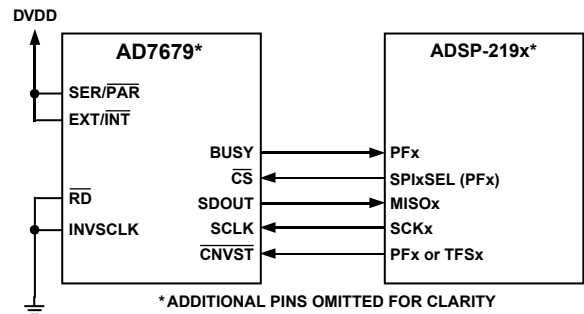 DVDD
AD7679*
ADSP-219x*
SER/PAR
EXT/INT
BUSY
PFx
CS
SPIxSEL (PFx)
RD
SDOUT
MISOx
INVSCLK
SCLK
SCKx
CNVST
PFx or TFSx
*ADDITIONAL PINS OMITTED FOR CLARITY